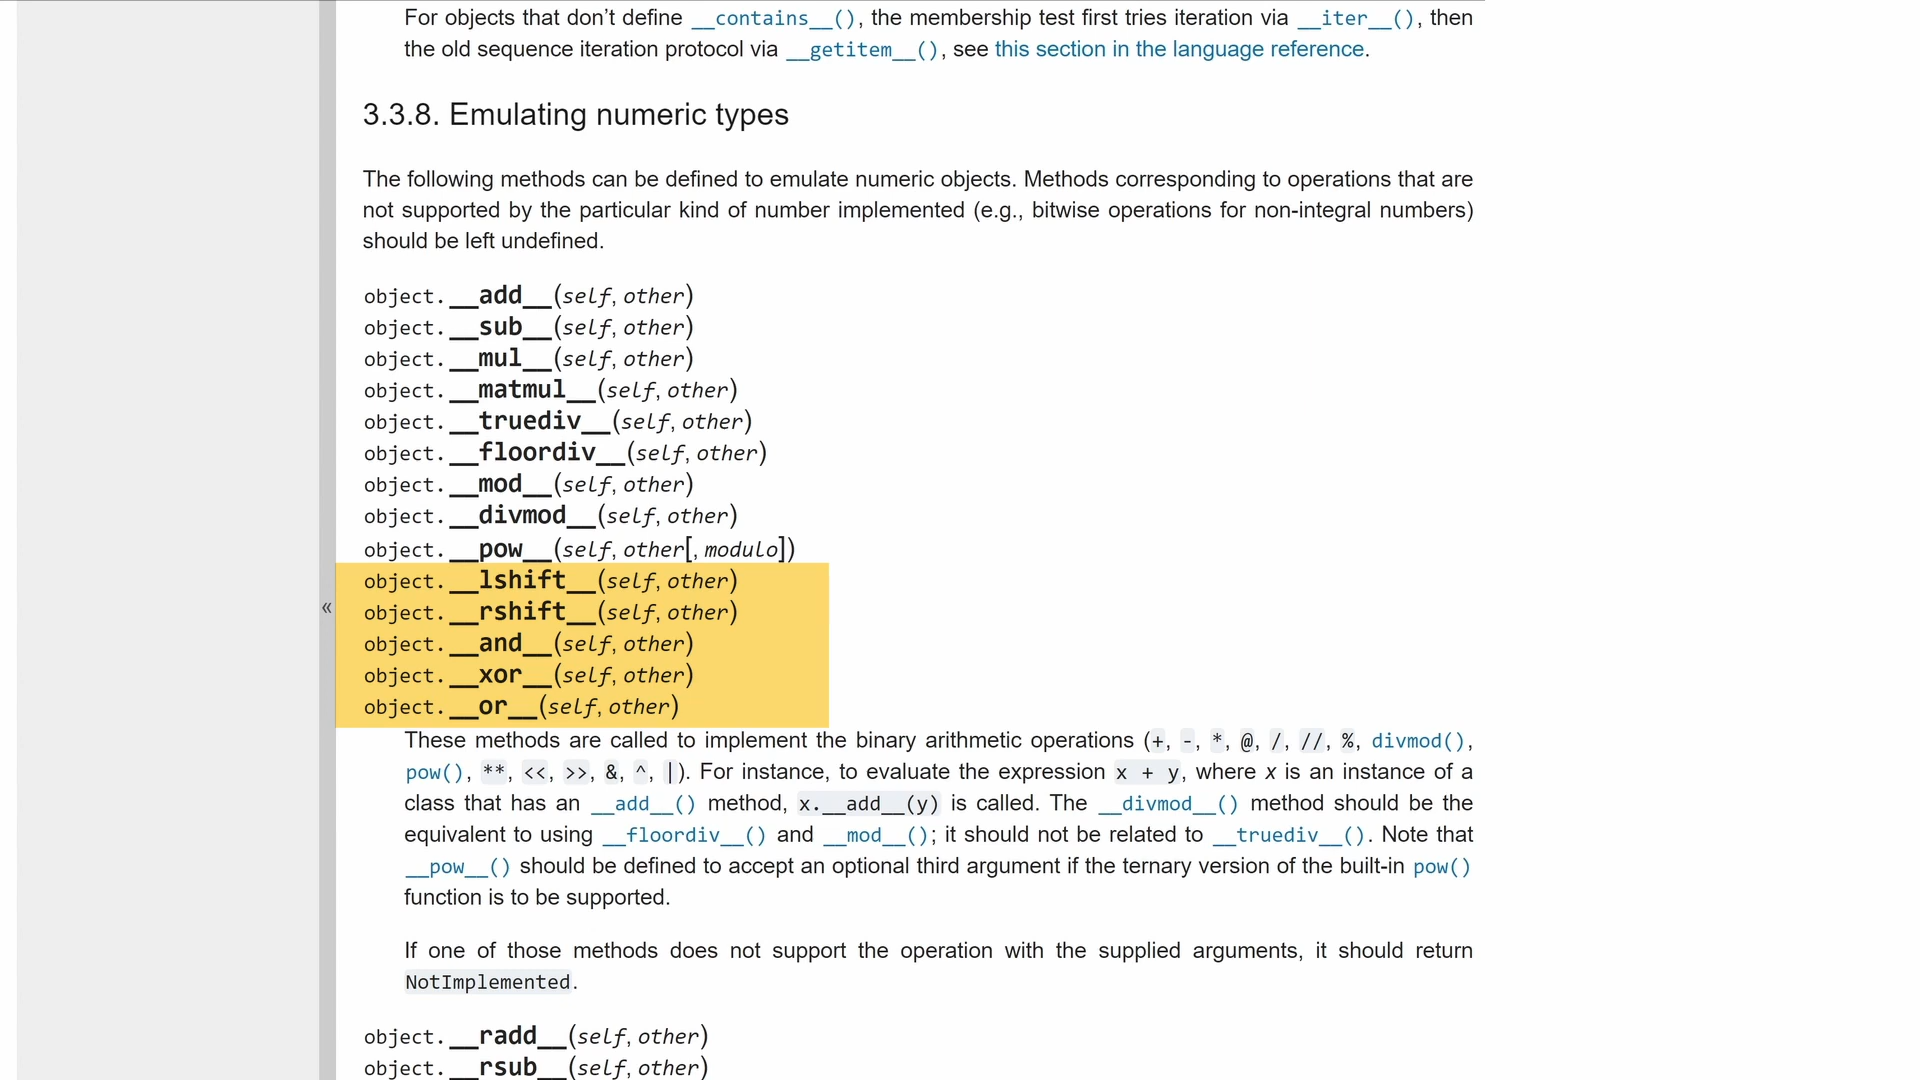 For objects that don’t define __contains__(), the membership test first tries iteration via __iter__(), then
the old sequence iteration protocol via __getitem__(), see this section in the language reference.
3.3.8. Emulating numeric types
The following methods can be defined to emulate numeric objects. Methods corresponding to operations that are
not supported by the particular kind of number implemented (e.g., bitwise operations for non-integral numbers)
should be left undefined.
object.__add__(self, other)
object.__sub__(self, other)
object.__mul__(self, other)
object.__matmul__(self, other)
object.__truediv__(self, other)
object.__floordiv__(self, other)
object.__mod__(self, other)
object.__divmod__(self, other)
object.__pow__(self, other[, modulo])
object.__lshift__(self, other)
«
object.__rshift__(self, other)
object.__and__(self, other)
object.__xor__(self, other)
object.__or__(self, other)
These methods are called to implement the binary arithmetic operations (+, -, *, @, /, //, %, divmod(),
pow(), **, <<, >>, &, ^, |). For instance, to evaluate the expression x + y, where x is an instance of a
class that has an __add__() method, x.__add__(y) is called. The __divmod__() method should be the
equivalent to using __floordiv__() and __mod__(); it should not be related to __truediv__(). Note that
__pow__() should be defined to accept an optional third argument if the ternary version of the built-in pow()
function is to be supported.
If one of those methods does not support the operation with the supplied arguments, it should return
NotImplemented.
object.__radd__(self, other)
object.__rsub__(self, other)